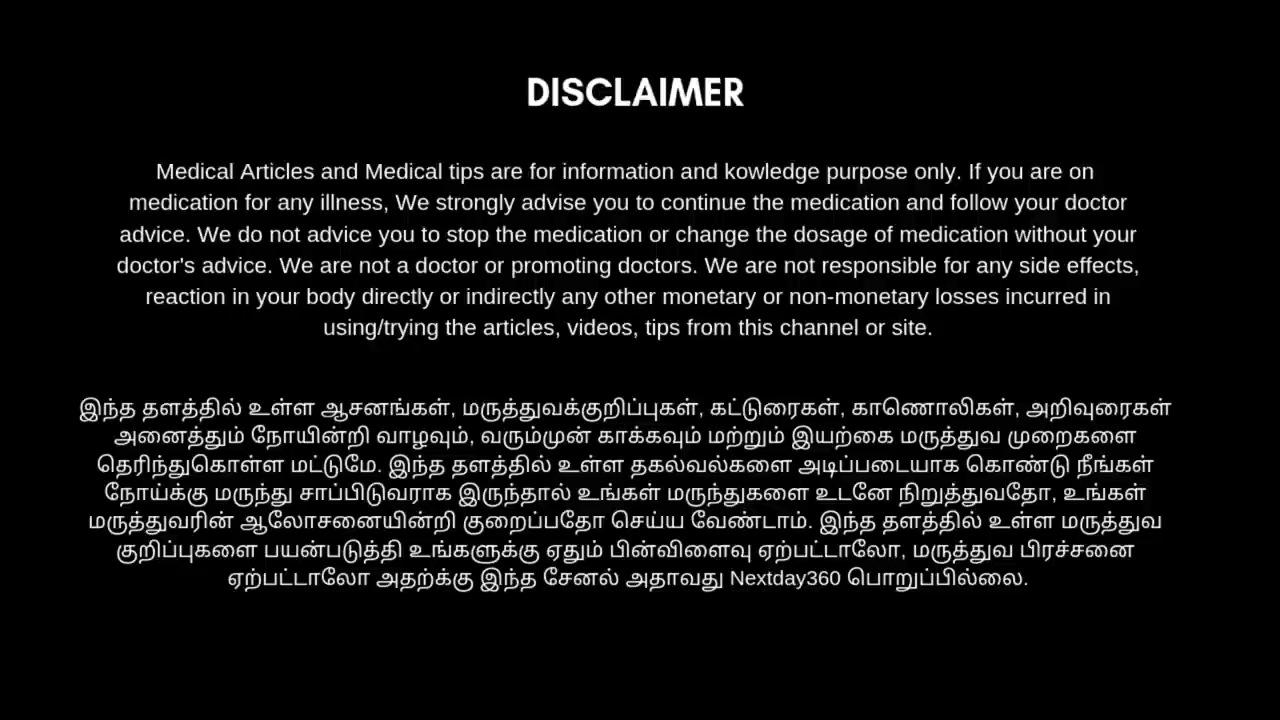 DISCLAIMER
Medical Articles and Medical tips are for information and kowledge purpose only. If you are on
medication for any illness, We strongly advise you to continue the medication and follow your doctor
advice. We do not advice you to stop the medication or change the dosage of medication without your
doctor's advice. We are not a doctor or promoting doctors. We are not responsible for any side effects,
reaction in your body directly or indirectly any other monetary or non-monetary losses incurred in
using/trying the articles, videos, tips from this channel or site.
இந்த தளத்தில் உள்ள ஆசனங்கள், மருத்துவக்குறிப்புகள், கட்டுரைகள், காணொலிகள், அறிவுரைகள்
அனைத்தும் நோயின்றி வாழவும், வரும்முன் காக்கவும் மற்றும் இயற்கை மருத்துவ முறைகளை
தெரிந்துகொள்ள மட்டுமே. இந்த தளத்தில் உள்ள தகல்வல்களை அடிப்படையாக கொண்டு நீங்கள்
நோய்க்கு மருந்து சாப்பிடுவராக இருந்தால் உங்கள் மருந்துகளை உடனே நிறுத்துவதோ, உங்கள்
மருத்துவரின் ஆலோசனையின்றி குறைப்பதோ செய்ய வேண்டாம். இந்த தளத்தில் உள்ள மருத்துவ
குறிப்புகளை பயன்படுத்தி உங்களுக்கு ஏதும் பின்விளைவு ஏற்பட்டாலோ, மருத்துவ பிரச்சனை
ஏற்பட்டாலோ அதற்க்கு இந்த சேனல் அதாவது Nextday360 பொறுப்பில்லை.